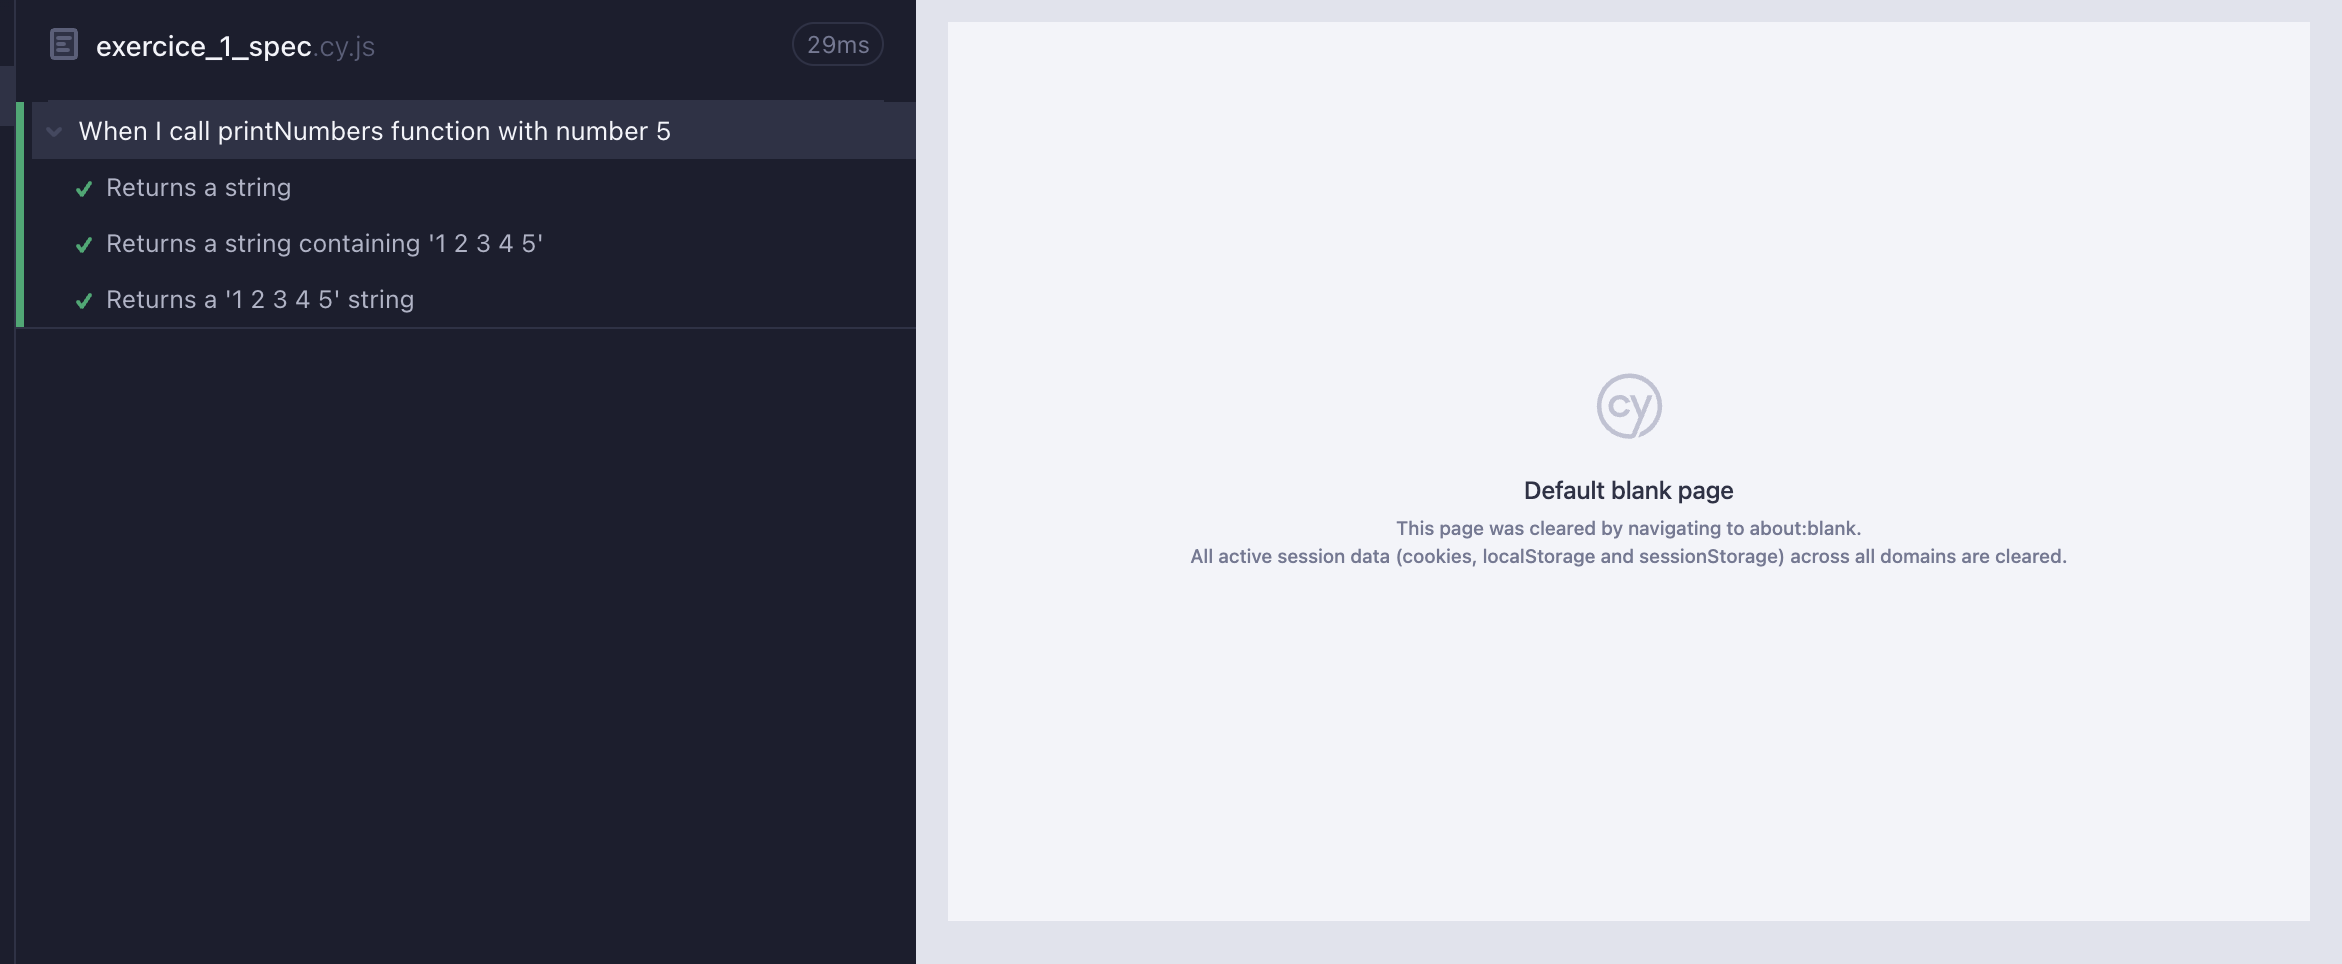 exercice_1_spec.cy.js
29ms
When I call printNumbers function with number 5
Returns a string
Returns a string containing '1 2 3 4 5'
Returns a '1 2 3 4 5' string
cy
Default blank page
This page was cleared by navigating to about:blank.
All active session data (cookies, localStorage and sessionStorage) across all domains are cleared.